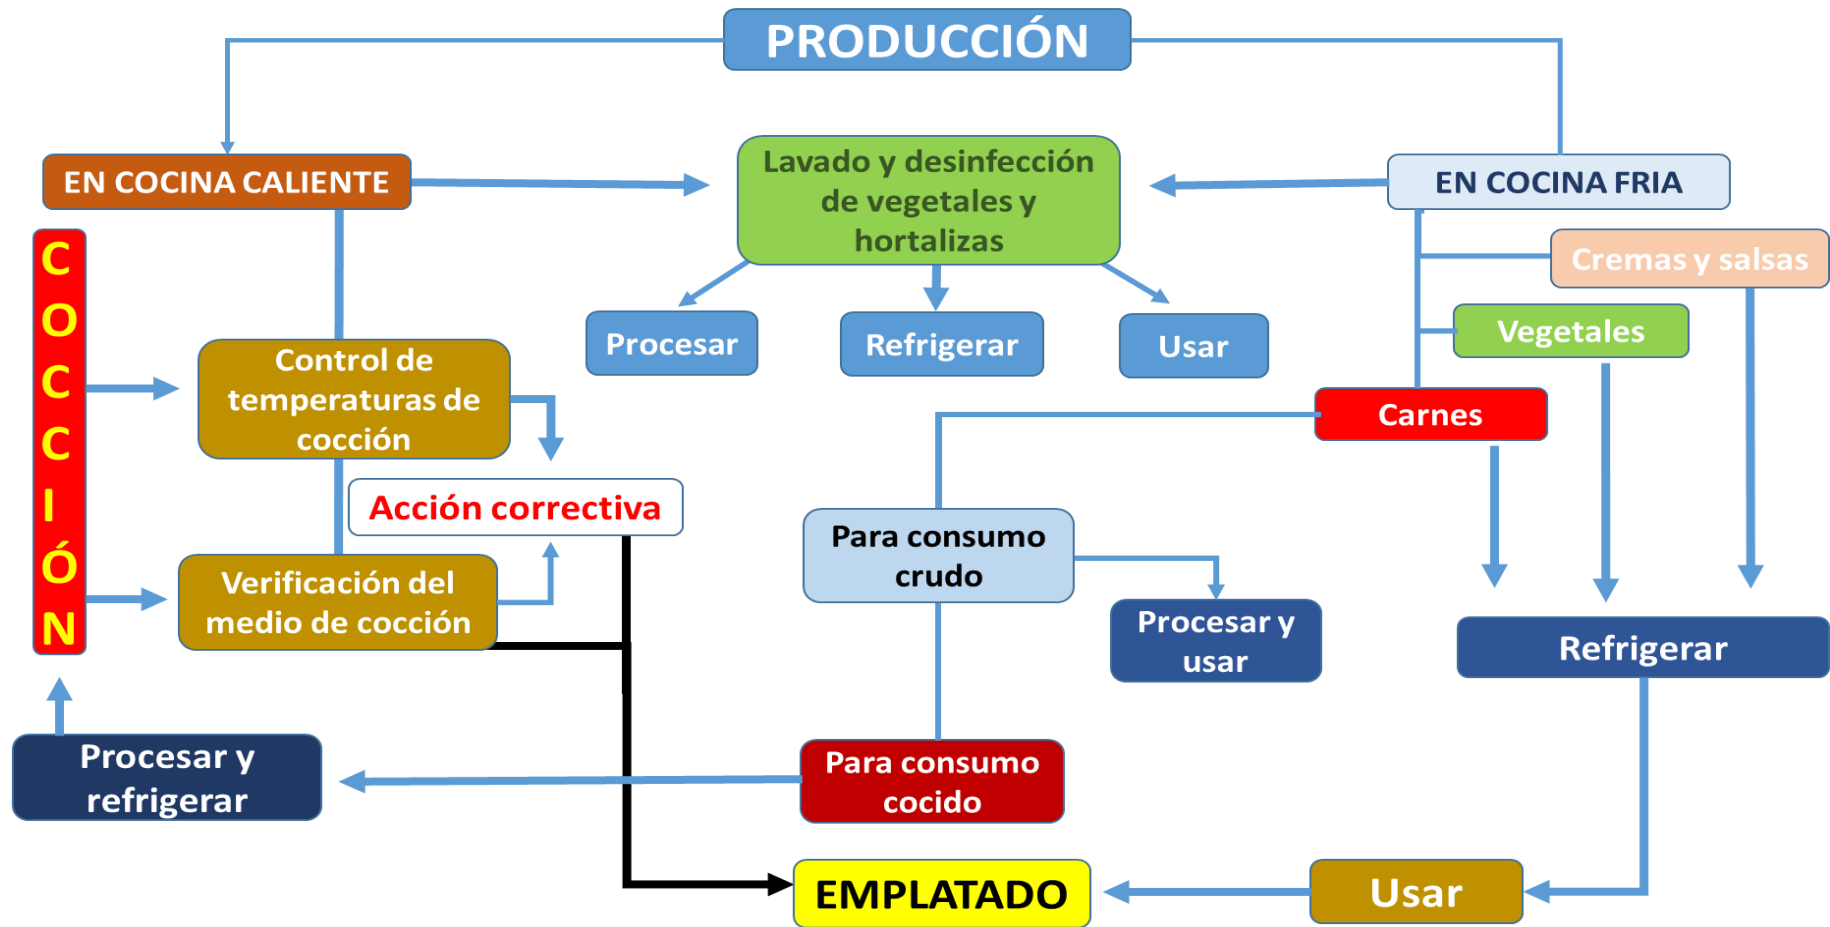 PRODUCCIÓN
EN COCINA CALIENTE
Lavado y desinfección
de vegetales y
hortalizas
EN COCINA FRIA
COCCIÓN
Cremas y salsas
Procesar
Refrigerar
Usar
Vegetales
Control de
temperaturas de
cocción
Carnes
Acción correctiva
Para consumo
crudo
Verificación del
medio de cocción
Procesar y
usar
Refrigerar
Procesar y
refrigerar
Para consumo
cocido
EMPLATADO
Usar